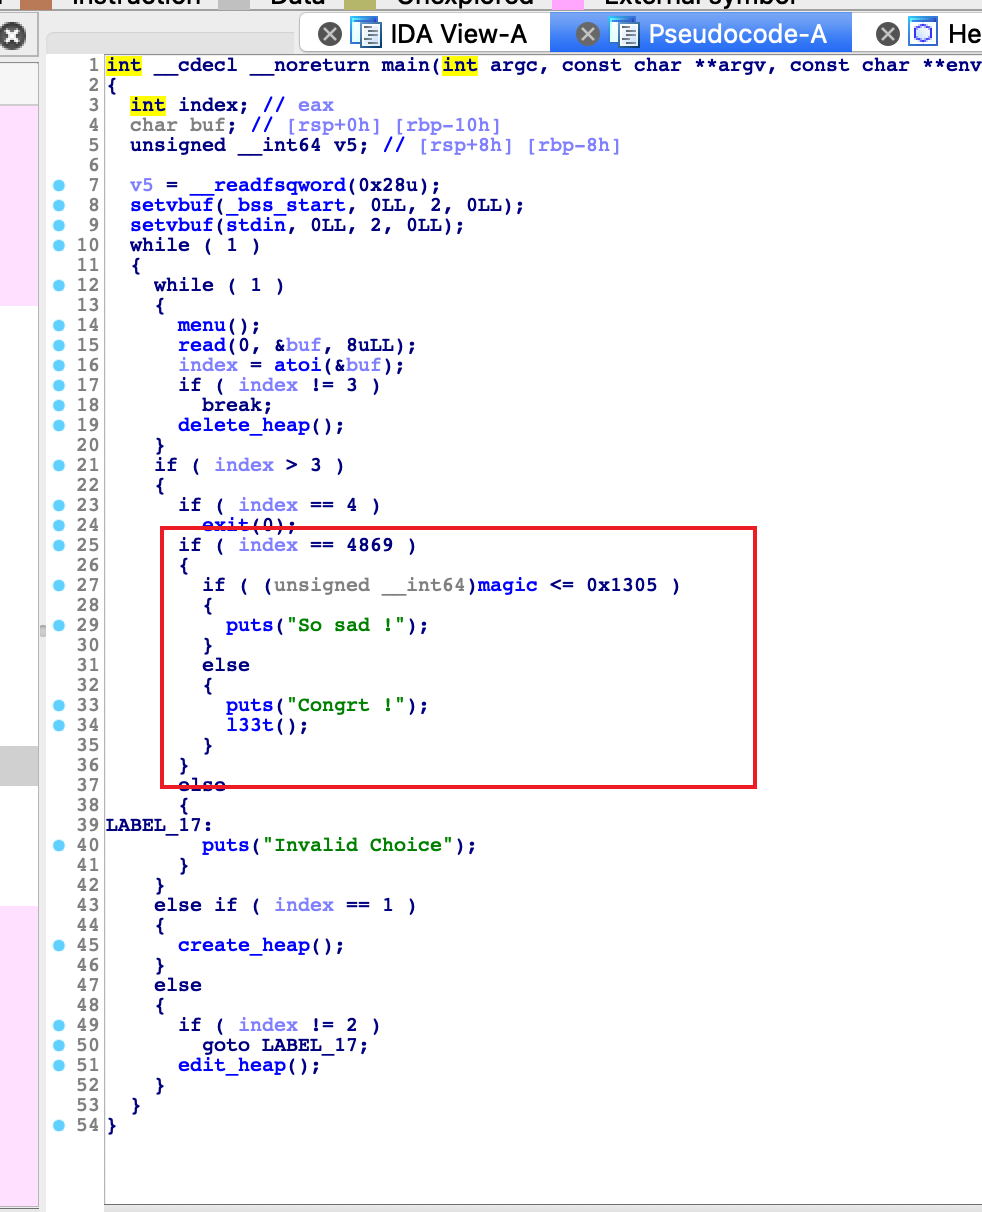 Instruction Data Unexplored External symbol
IDA View-A Pseudocode-A He
1 int __cdecl __noreturn main(int argc, const char **argv, const char **env
2 {
3 int index; // eax
4 char buf; // [rsp+0h] [rbp-10h]
5 unsigned __int64 v5; // [rsp+8h] [rbp-8h]
6
7 v5 = __readfsqword(0x28u);
8 setvbuf(_bss_start, 0LL, 2, 0LL);
9 setvbuf(stdin, 0LL, 2, 0LL);
10 while ( 1 )
11 {
12 while ( 1 )
13 {
14 menu();
15 read(0, &buf, 8uLL);
16 index = atoi(&buf);
17 if ( index != 3 )
18 break;
19 delete_heap();
20 }
21 if ( index > 3 )
22 {
23 if ( index == 4 )
24 exit(0);
25 if ( index == 4869 )
26 {
27 if ( (unsigned __int64)magic <= 0x1305 )
28 {
29 puts("So sad !");
30 }
31 else
32 {
33 puts("Congrt !");
34 l33t();
35 }
36 }
37 else
38 {
39 LABEL_17:
40 puts("Invalid Choice");
41 }
42 }
43 else if ( index == 1 )
44 {
45 create_heap();
46 }
47 else
48 {
49 if ( index != 2 )
50 goto LABEL_17;
51 edit_heap();
52 }
53 }
54 }